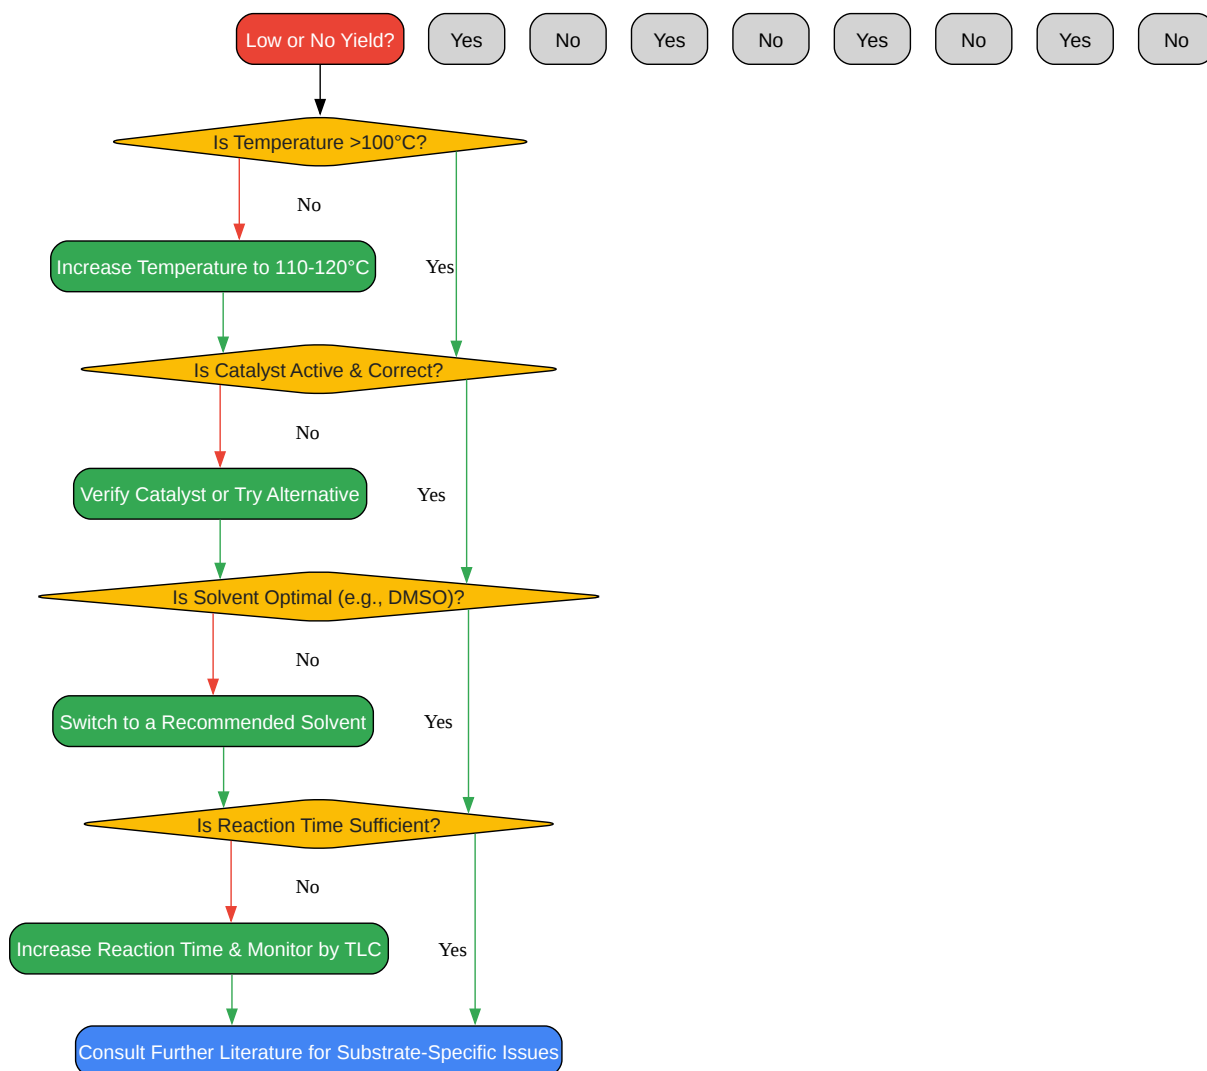 Low or No Yield?
Yes
No
Yes
No
Yes
No
Yes
No
Is Temperature >100°C?
No
Increase Temperature to 110-120°C
Yes
Is Catalyst Active & Correct?
No
Verify Catalyst or Try Alternative
Yes
Is Solvent Optimal (e.g., DMSO)?
No
Switch to a Recommended Solvent
Yes
Is Reaction Time Sufficient?
No
Increase Reaction Time & Monitor by TLC
Yes
Consult Further Literature for Substrate-Specific Issues